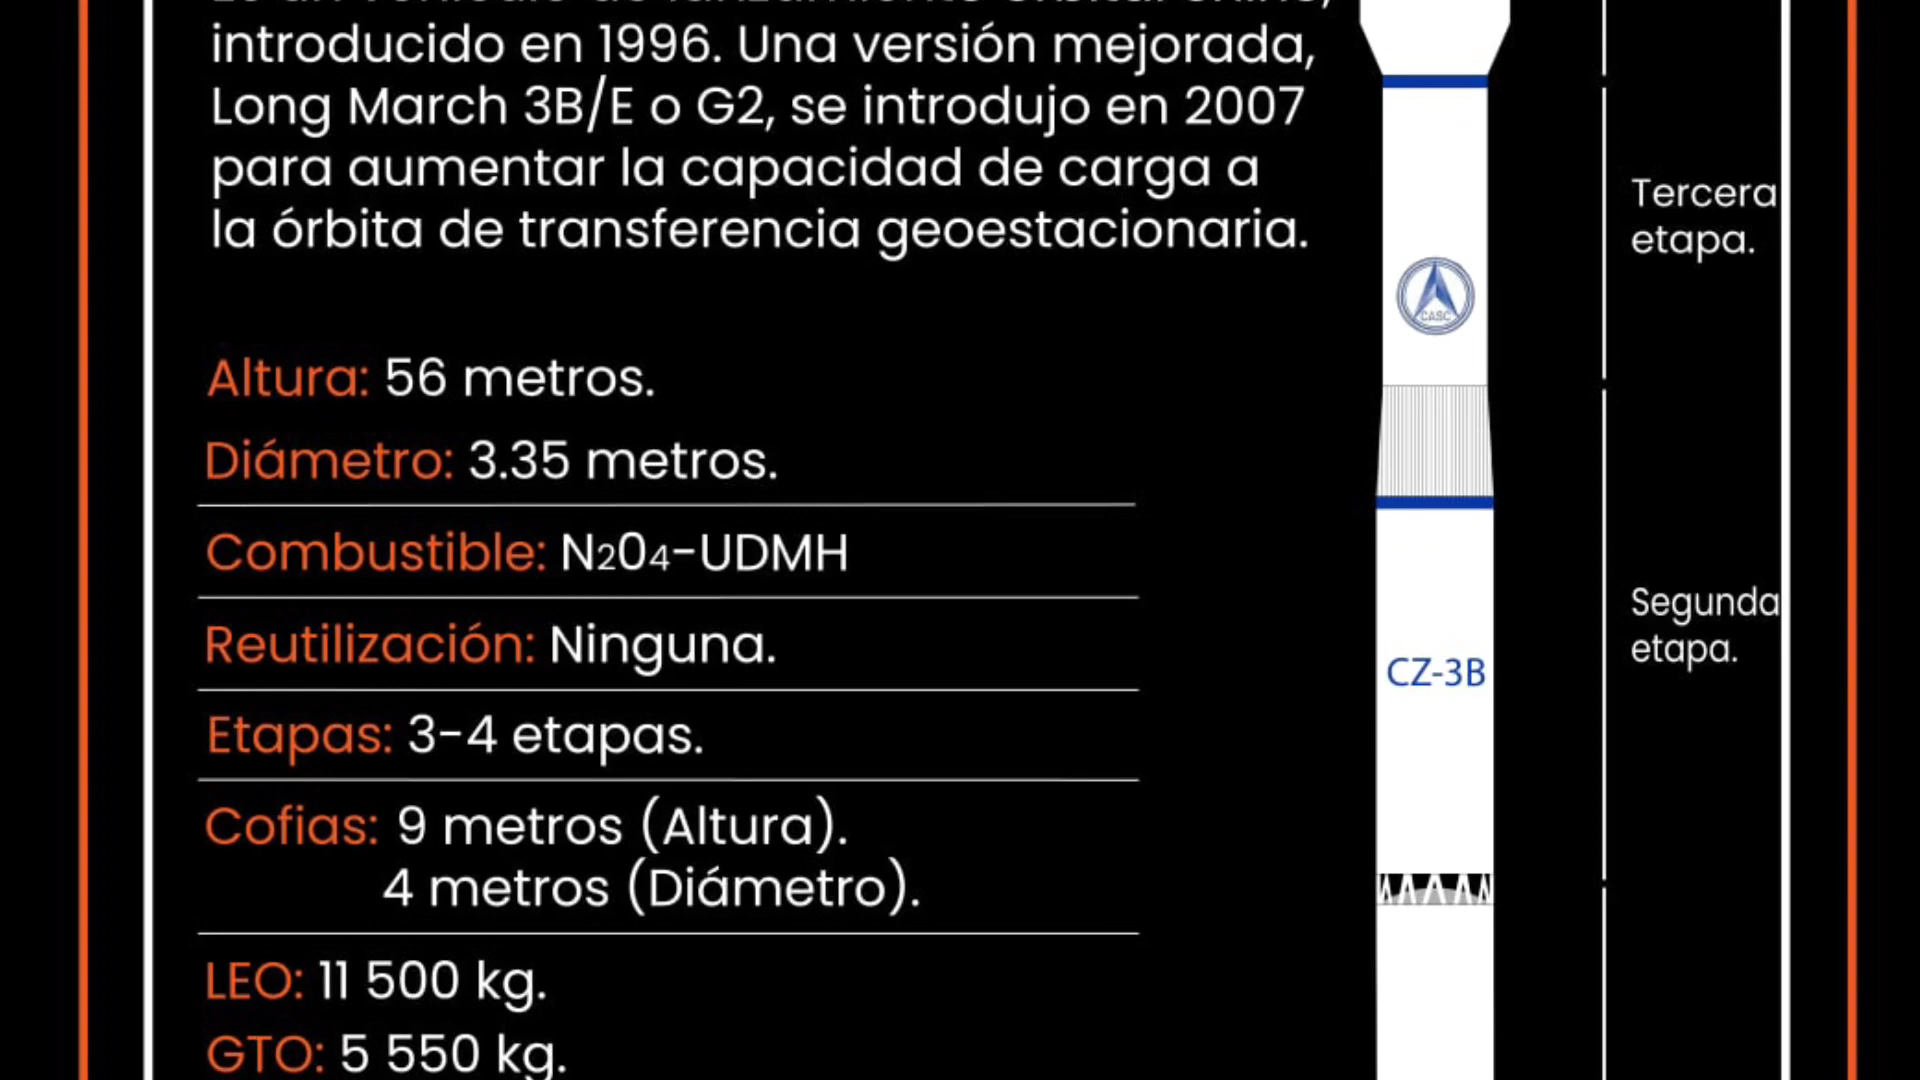 introducido en 1996. Una versión mejorada,
Long March 3B/E o G2, se introdujo en 2007
para aumentar la capacidad de carga a
la órbita de transferencia geoestacionaria.
Altura: 56 metros.
Diámetro: 3.35 metros.
Combustible: N204-UDMH
Reutilización: Ninguna.
Etapas: 3-4 etapas.
Cofias: 9 metros (Altura).
4 metros (Diámetro).
LEO: 11 500 kg.
GTO: 5 550 kg.
CASC
CZ-3B
Tercera
etapa.
Segunda
etapa.